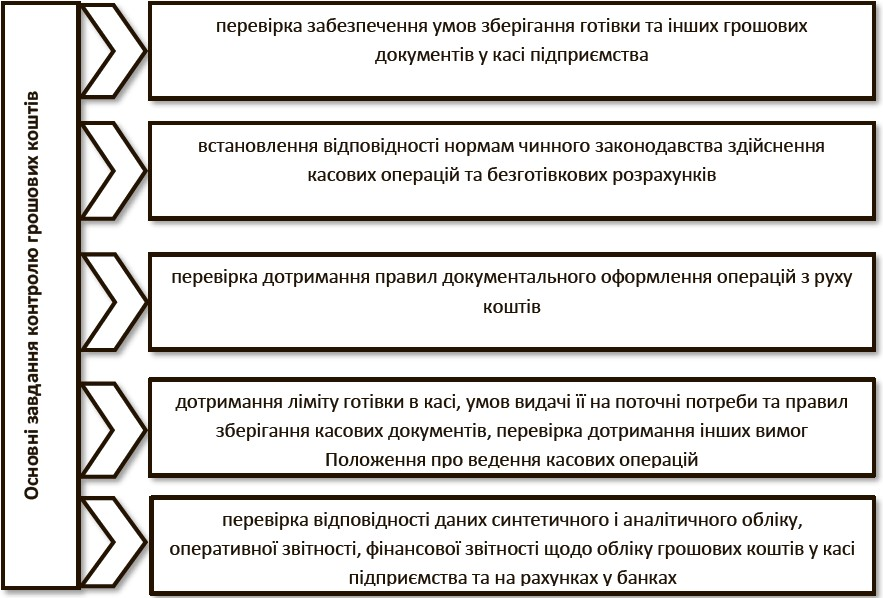 Основні завдання контролю грошових коштів
перевірка забезпечення умов зберігання готівки та інших грошових
документів у касі підприємства
встановлення відповідності нормам чинного законодавства здійснення
касових операцій та безготівкових розрахунків
перевірка дотримання правил документального оформлення операцій з руху
коштів
дотримання ліміту готівки в касі, умов видачі її на поточні потреби та правил
зберігання касових документів, перевірка дотримання інших вимог
Положення про ведення касових операцій
перевірка відповідності даних синтетичного і аналітичного обліку,
оперативної звітності, фінансової звітності щодо обліку грошових коштів у касі
підприємства та на рахунках у банках